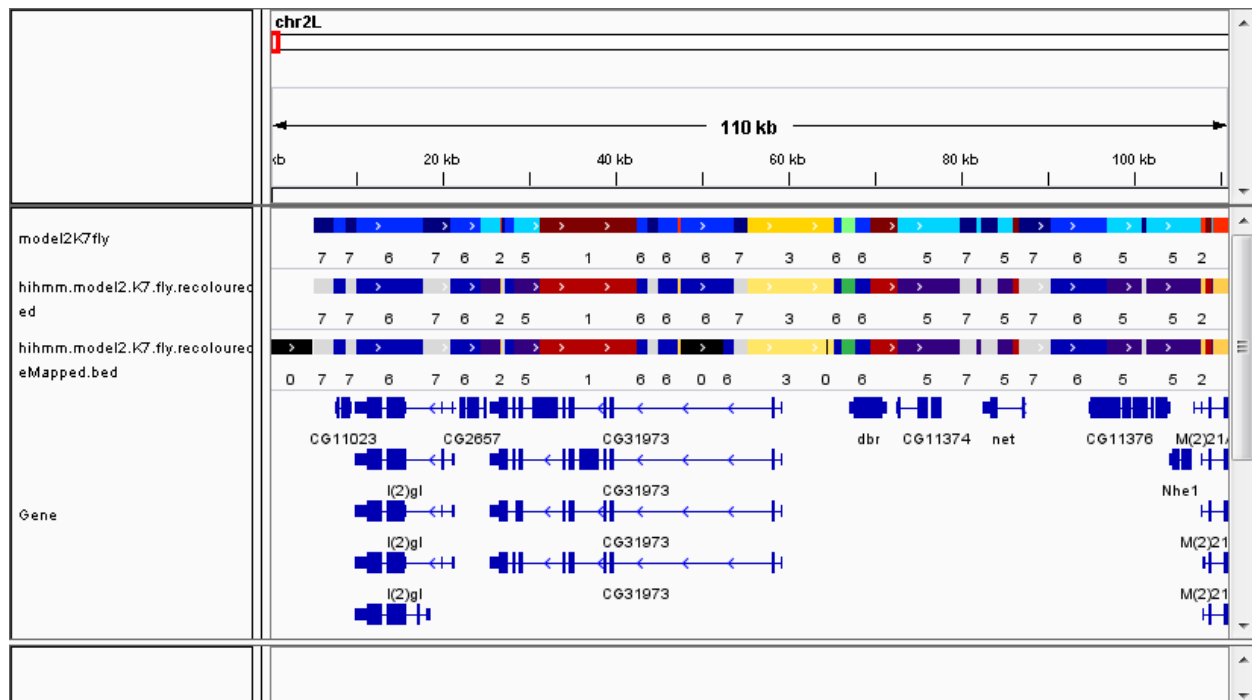 chr2L
110 kb
kb 20 kb 40 kb 60 kb 80 kb 100 kb
model2K7fly
7 7 6 7 6 2 5 1 6 6 6 7 3 6 6 5 7 5 7 6 5 5 2
hihmm.model2.K7.fly.recoloured
ed
7 7 6 7 6 2 5 1 6 6 6 7 3 6 6 5 7 5 7 6 5 5 2
hihmm.model2.K7.fly.recoloured
eMapped.bed
0 7 7 6 7 6 2 5 1 6 6 0 6 3 0 6 5 7 5 7 6 5 5 2
CG11023 CG2657 CG31973 dbr CG11374 net CG11376 M(2)21
l(2)gl CG31973 Nhe1
Gene
l(2)gl CG31973 M(2)21
l(2)gl CG31973 M(2)21